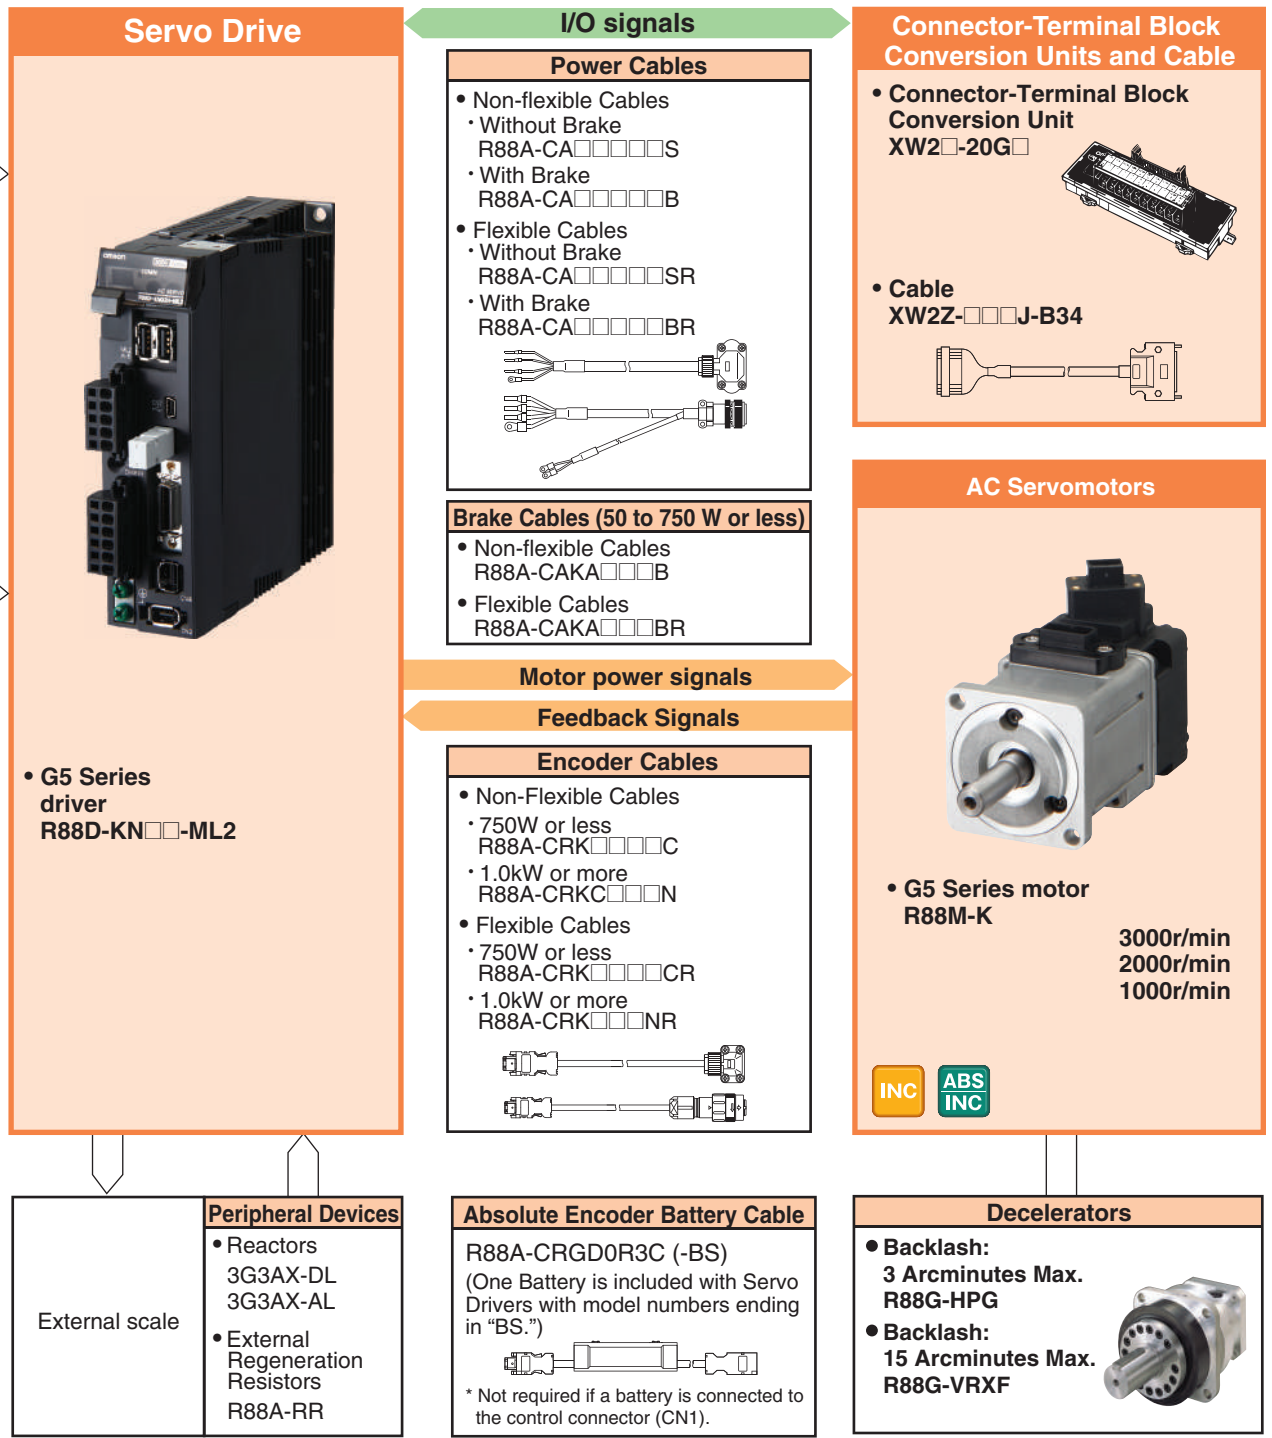 Servo Drive
• G5 Series
driver
R88D-KN□□-ML2
I/O signals
Power Cables
• Non-flexible Cables
・Without Brake
R88A-CA□□□□□S
・With Brake
R88A-CA□□□□□B
• Flexible Cables
・Without Brake
R88A-CA□□□□□SR
・With Brake
R88A-CA□□□□□BR
Brake Cables (50 to 750 W or less)
• Non-flexible Cables
R88A-CAKA□□□B
• Flexible Cables
R88A-CAKA□□□BR
Motor power signals
Feedback Signals
Encoder Cables
• Non-Flexible Cables
・750W or less
R88A-CRK□□□□C
・1.0kW or more
R88A-CRKC□□□N
• Flexible Cables
・750W or less
R88A-CRK□□□□CR
・1.0kW or more
R88A-CRK□□□NR
Connector-Terminal Block
Conversion Units and Cable
• Connector-Terminal Block
Conversion Unit
XW2□-20G□
• Cable
XW2Z-□□□J-B34
AC Servomotors
• G5 Series motor
R88M-K
3000r/min
2000r/min
1000r/min
INC
ABS
INC
External scale
Peripheral Devices
• Reactors
3G3AX-DL
3G3AX-AL
• External
Regeneration
Resistors
R88A-RR
Absolute Encoder Battery Cable
R88A-CRGD0R3C (-BS)
(One Battery is included with Servo
Drivers with model numbers ending
in “BS.”)
* Not required if a battery is connected to
the control connector (CN1).
Decelerators
• Backlash:
3 Arcminutes Max.
R88G-HPG
• Backlash:
15 Arcminutes Max.
R88G-VRXF